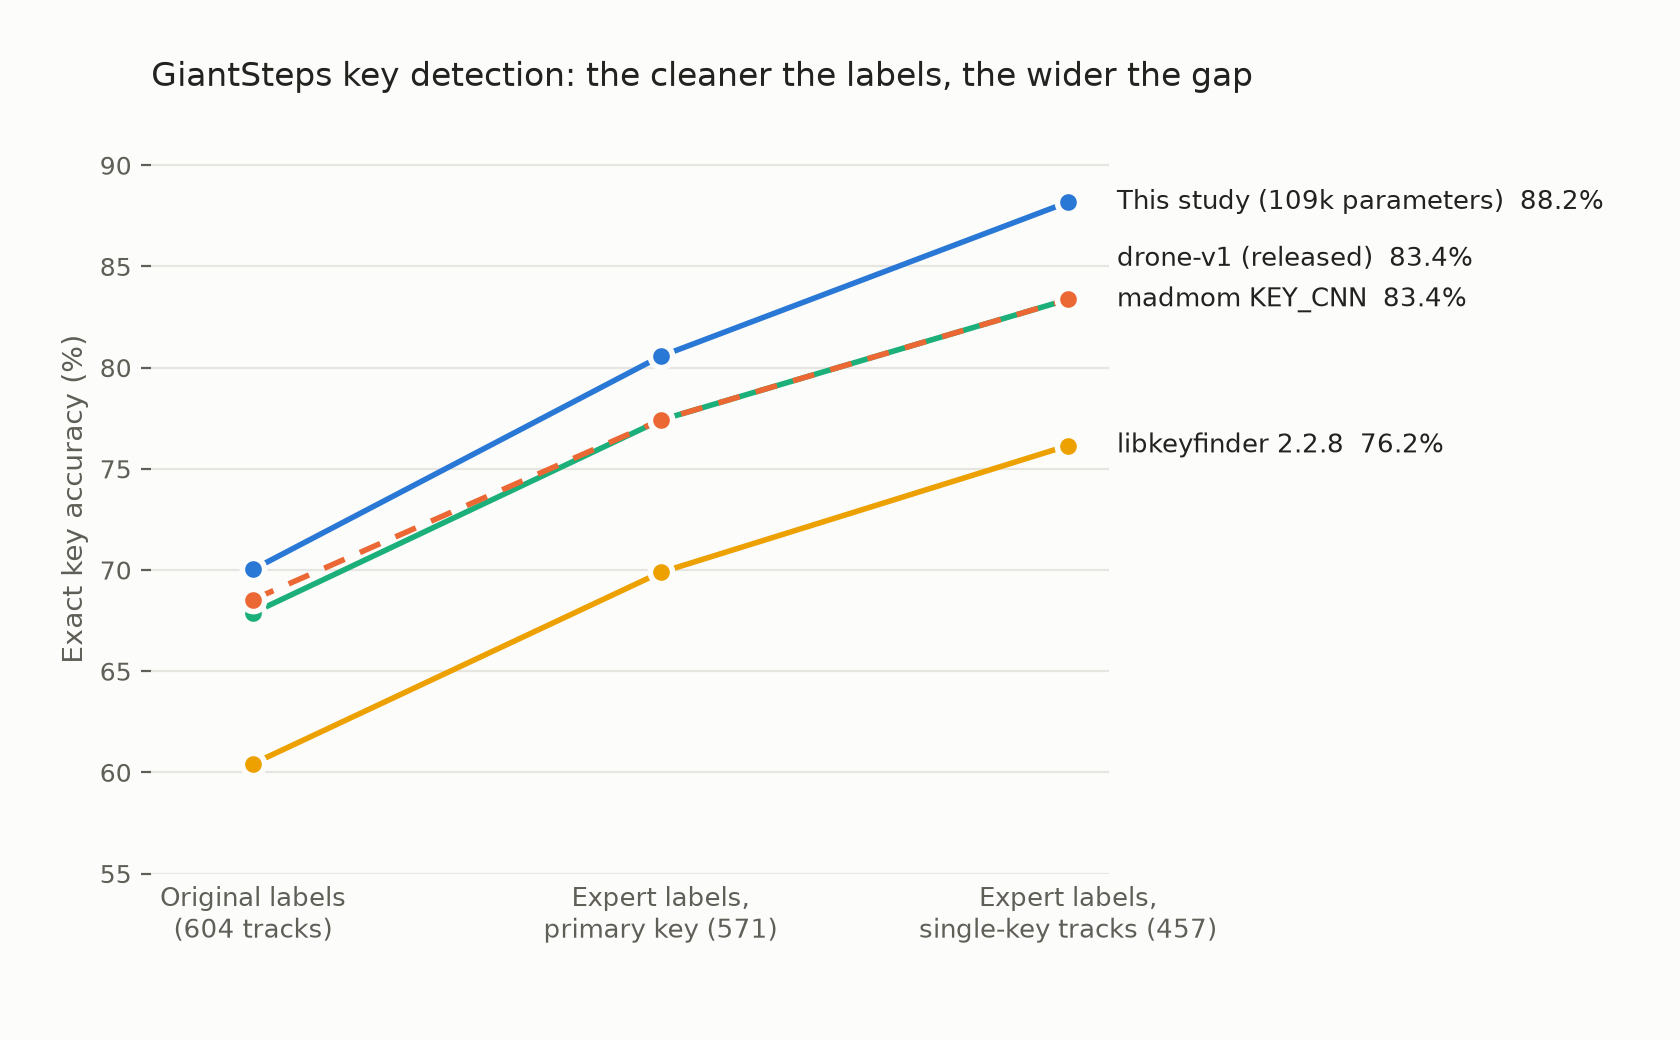 GiantSteps key detection: the cleaner the labels, the wider the gap
Exact key accuracy (%)
90
85
80
75
70
65
60
55
This study (109k parameters)  88.2%
drone-v1 (released)  83.4%
madmom KEY_CNN  83.4%
libkeyfinder 2.2.8  76.2%
Original labels
(604 tracks)
Expert labels,
primary key (571)
Expert labels,
single-key tracks (457)